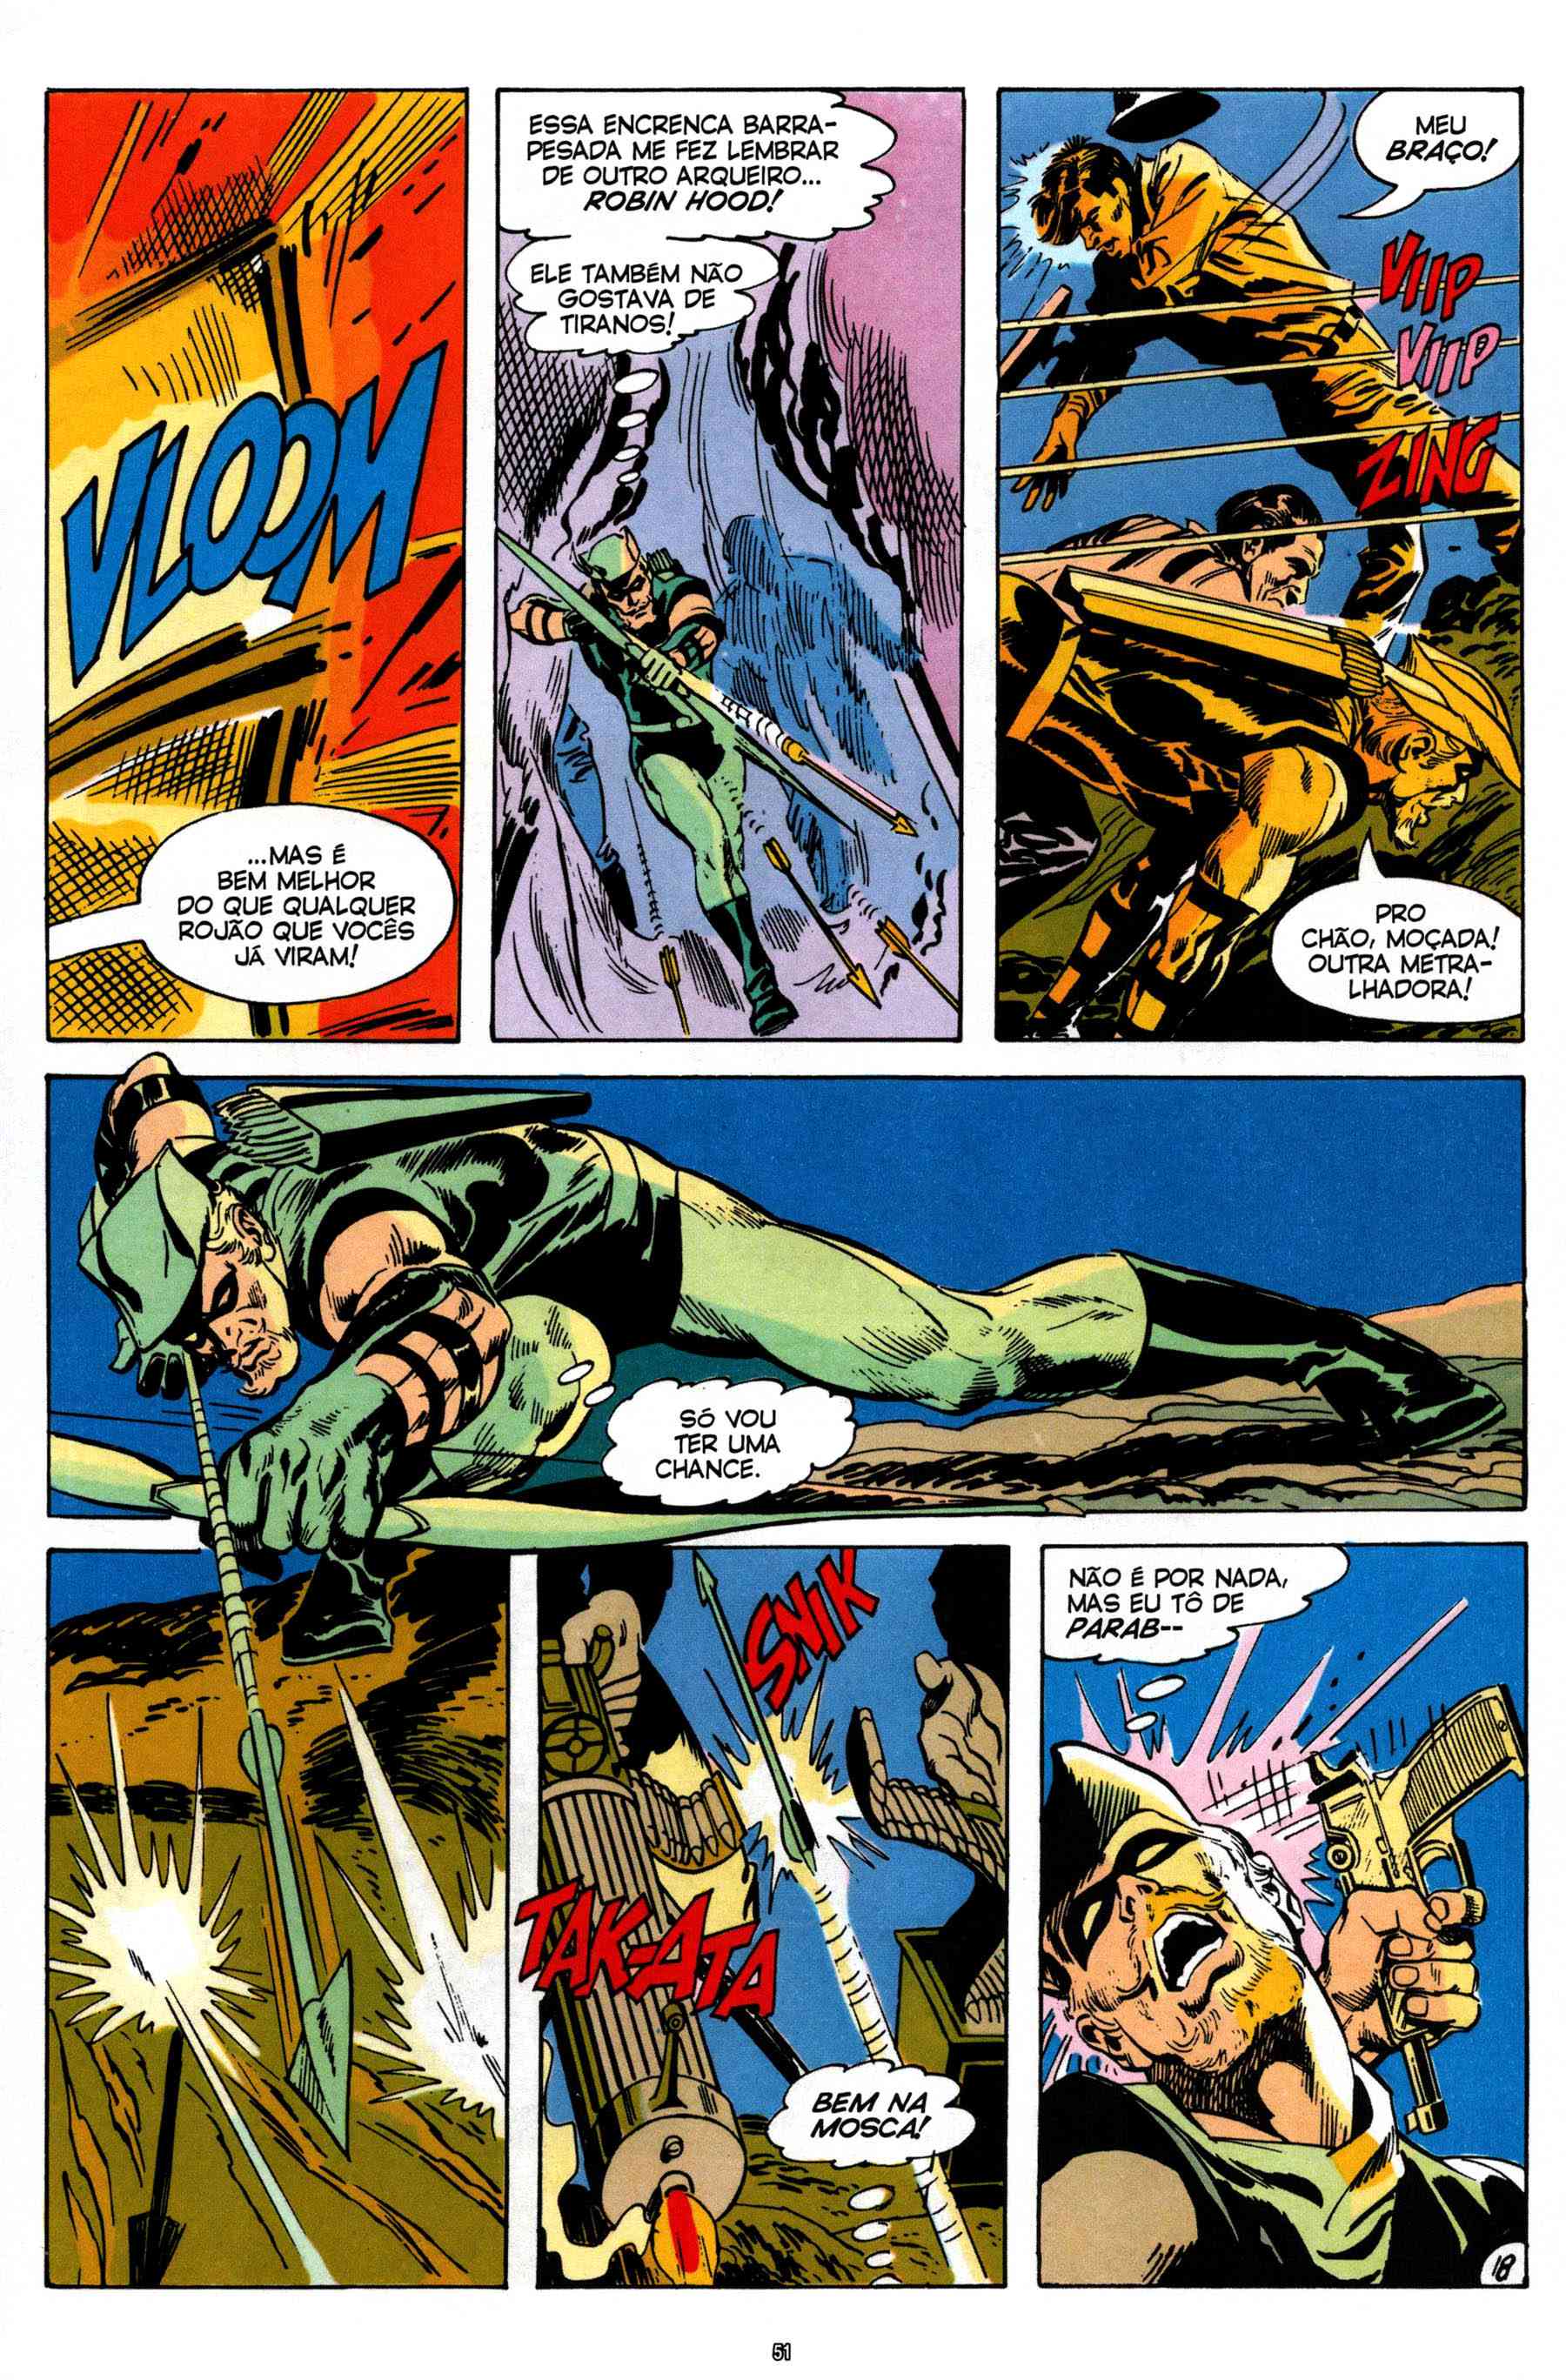 VLOOM
...MAS É
BEM MELHOR
DO QUE QUALQUER
ROJÃO QUE VOCÊS
JÁ VIRAM!
ESSA ENCRENCA BARRA-
PESADA ME FEZ LEMBRAR
DE OUTRO ARQUEIRO...
ROBIN HOOD!
ELE TAMBÉM NÃO
GOSTAVA DE
TIRANOS!
MEU
BRAÇO!
VIIP
VIIP
ZING
PRO
CHÃO, MOÇADA!
OUTRA METRA-
LHADORA!
SÓ VOU
TER UMA
CHANCE.
SNIK
TAK-ATA
BEM NA
MOSCA!
NÃO É POR NADA,
MAS EU TÔ DE
PARAB--
18
51